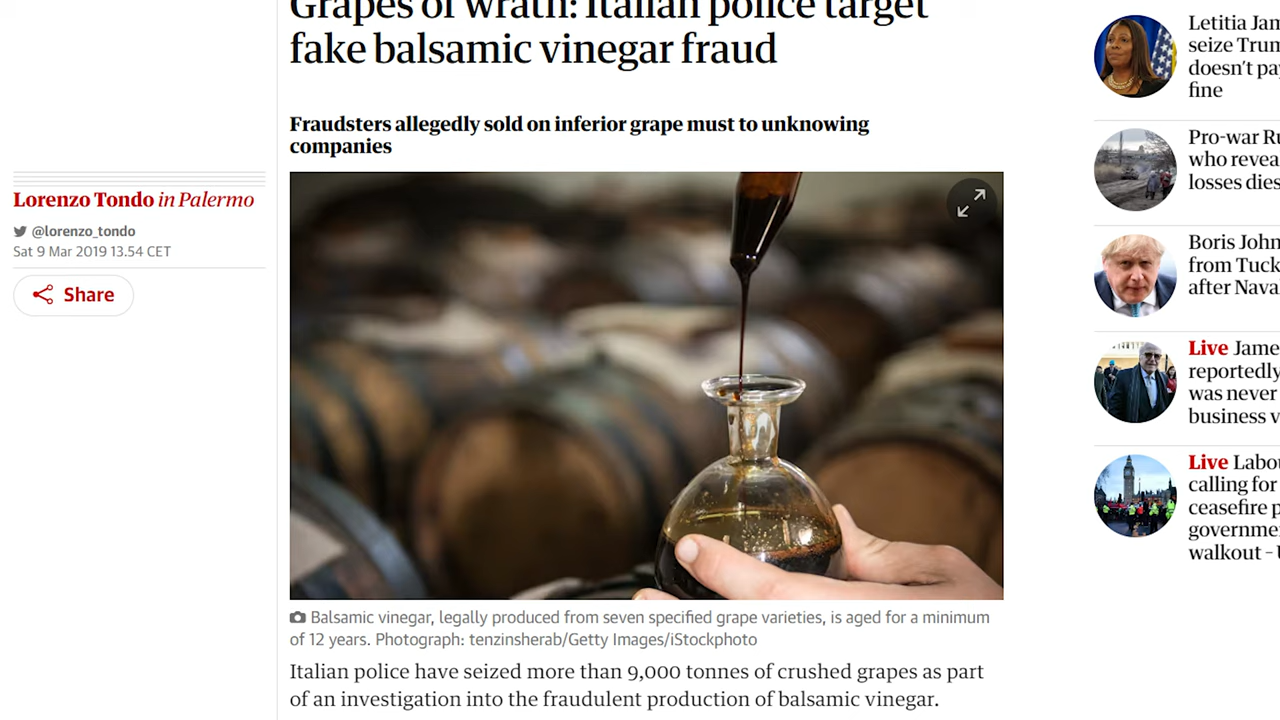 Grapes of wrath: Italian police target
fake balsamic vinegar fraud
Fraudsters allegedly sold on inferior grape must to unknowing
companies
Lorenzo Tondo in Palermo
@lorenzo_tondo
Sat 9 Mar 2019 13.54 CET
Share
Balsamic vinegar, legally produced from seven specified grape varieties, is aged for a minimum
of 12 years. Photograph: tenzinsherab/Getty Images/iStockphoto
Italian police have seized more than 9,000 tonnes of crushed grapes as part
of an investigation into the fraudulent production of balsamic vinegar.
Letitia Jam
seize Trum
doesn't pa
fine
Pro-war Ru
who revea
losses dies
Boris John
from Tuck
after Nava
Live Jame
reportedly
was never
business v
Live Labou
calling for
ceasefire p
governme
walkout –